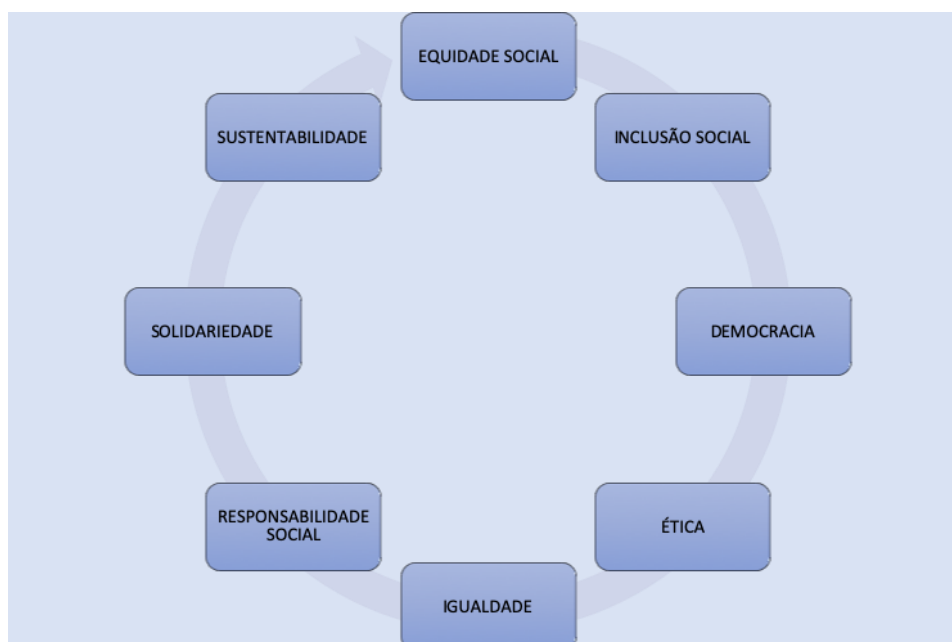 EQUIDADE SOCIAL
INCLUSÃO SOCIAL
DEMOCRACIA
ÉTICA
IGUALDADE
RESPONSABILIDADE
SOCIAL
SOLIDARIEDADE
SUSTENTABILIDADE